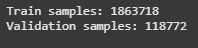 Train samples: 1863718
Validation samples: 118772